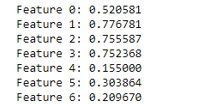 Feature 0: 0.520581
Feature 1: 0.776781
Feature 2: 0.755587
Feature 3: 0.752368
Feature 4: 0.155000
Feature 5: 0.303864
Feature 6: 0.209670